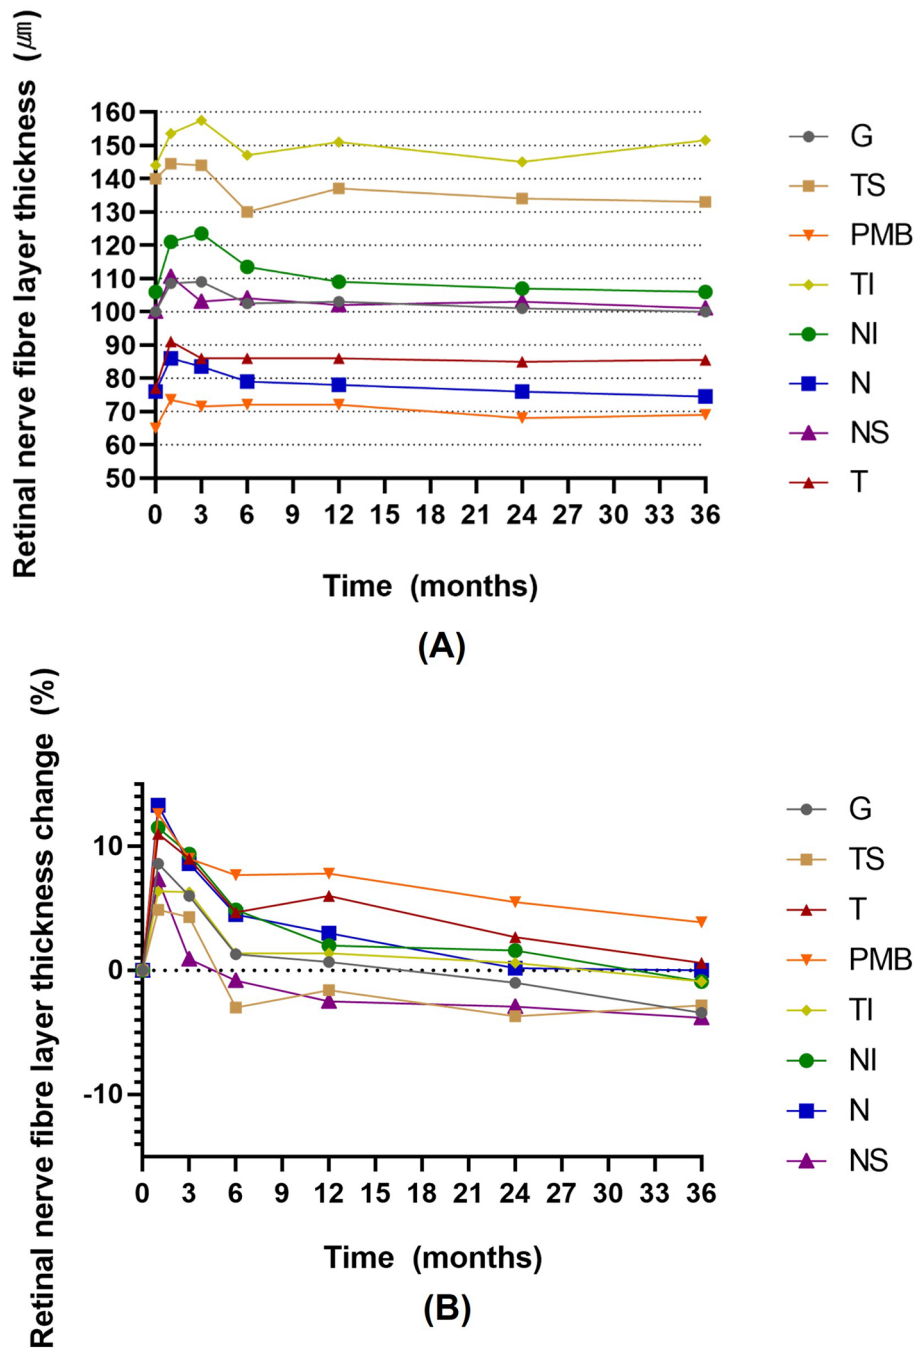 Retinal nerve fibre layer thickness (㎛)
160
150
140
130
120
110
100
90
80
70
60
50
0 3 6 9 12 15 18 21 24 27 30 33 36
Time (months)
G
TS
PMB
TI
NI
N
NS
T
(A)
Retinal nerve fibre layer thickness change (%)
10
0
-10
0 3 6 9 12 15 18 21 24 27 30 33 36
Time (months)
G
TS
T
PMB
TI
NI
N
NS
(B)